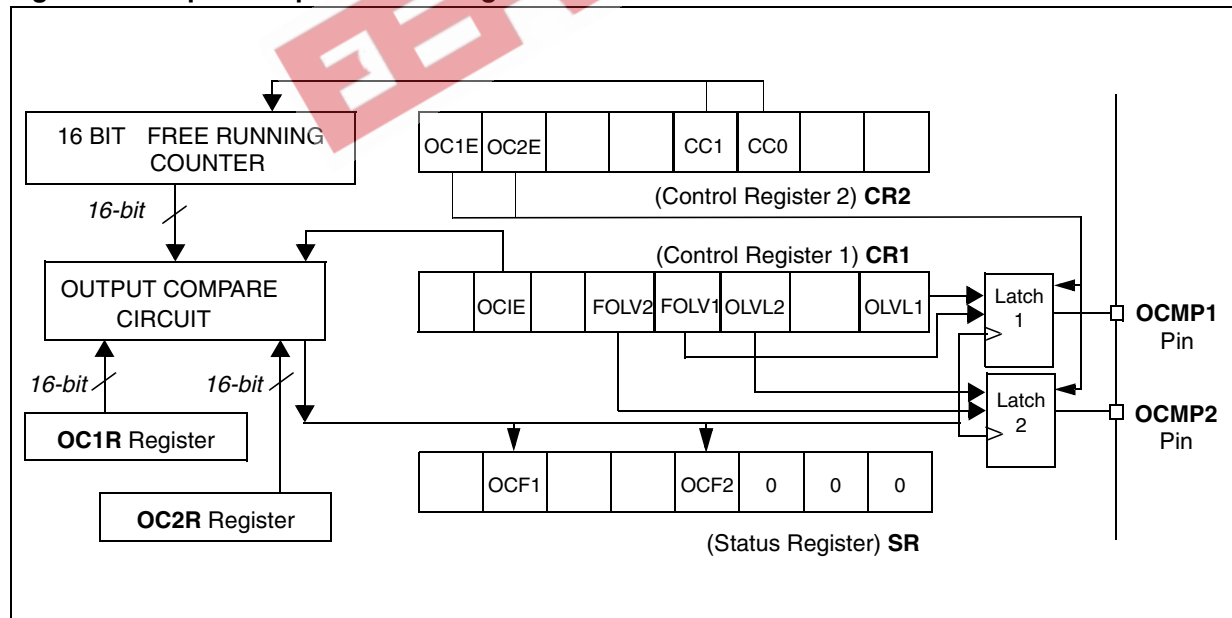 16 BIT FREE RUNNING
COUNTER
OC1E OC2E CC1 CC0
(Control Register 2) CR2
16-bit
(Control Register 1) CR1
OUTPUT COMPARE
CIRCUIT
OCIE FOLV2 FOLV1 OLVL2 OLVL1
Latch
1
OCMP1
Pin
16-bit
16-bit
Latch
2
OCMP2
Pin
OC1R Register
OCF1 OCF2 0 0 0
OC2R Register
(Status Register) SR